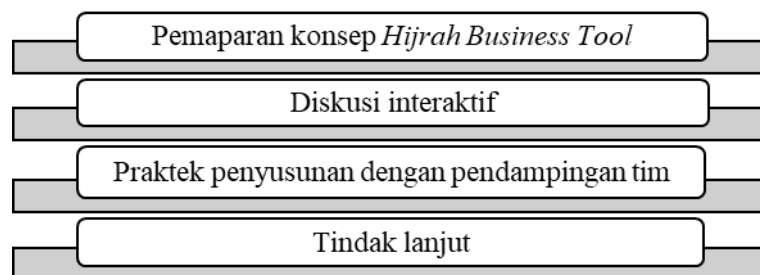 Pemaparan konsep Hijrah Business Tool
Diskusi interaktif
Praktek penyusunan dengan pendampingan tim
Tindak lanjut